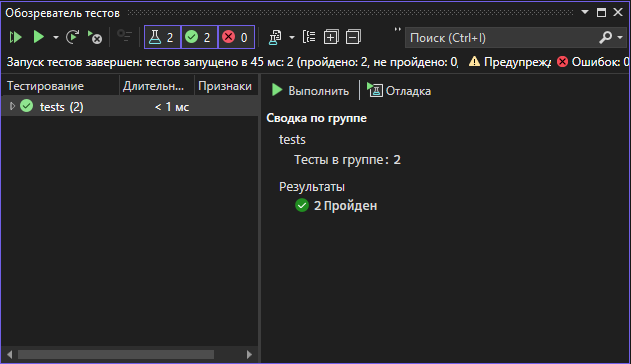 Обозреватель тестов
2 2 0 Поиск (Ctrl+I)
Запуск тестов завершен: тестов запущено в 45 мс: 2 (пройдено: 2, не пройдено: 0, Предупрежд Ошибок: 0
Тестирование Длительн... Признаки
tests (2) < 1 мс
Выполнить Отладка
Сводка по группе
tests
Тесты в группе: 2
Результаты
2 Пройден